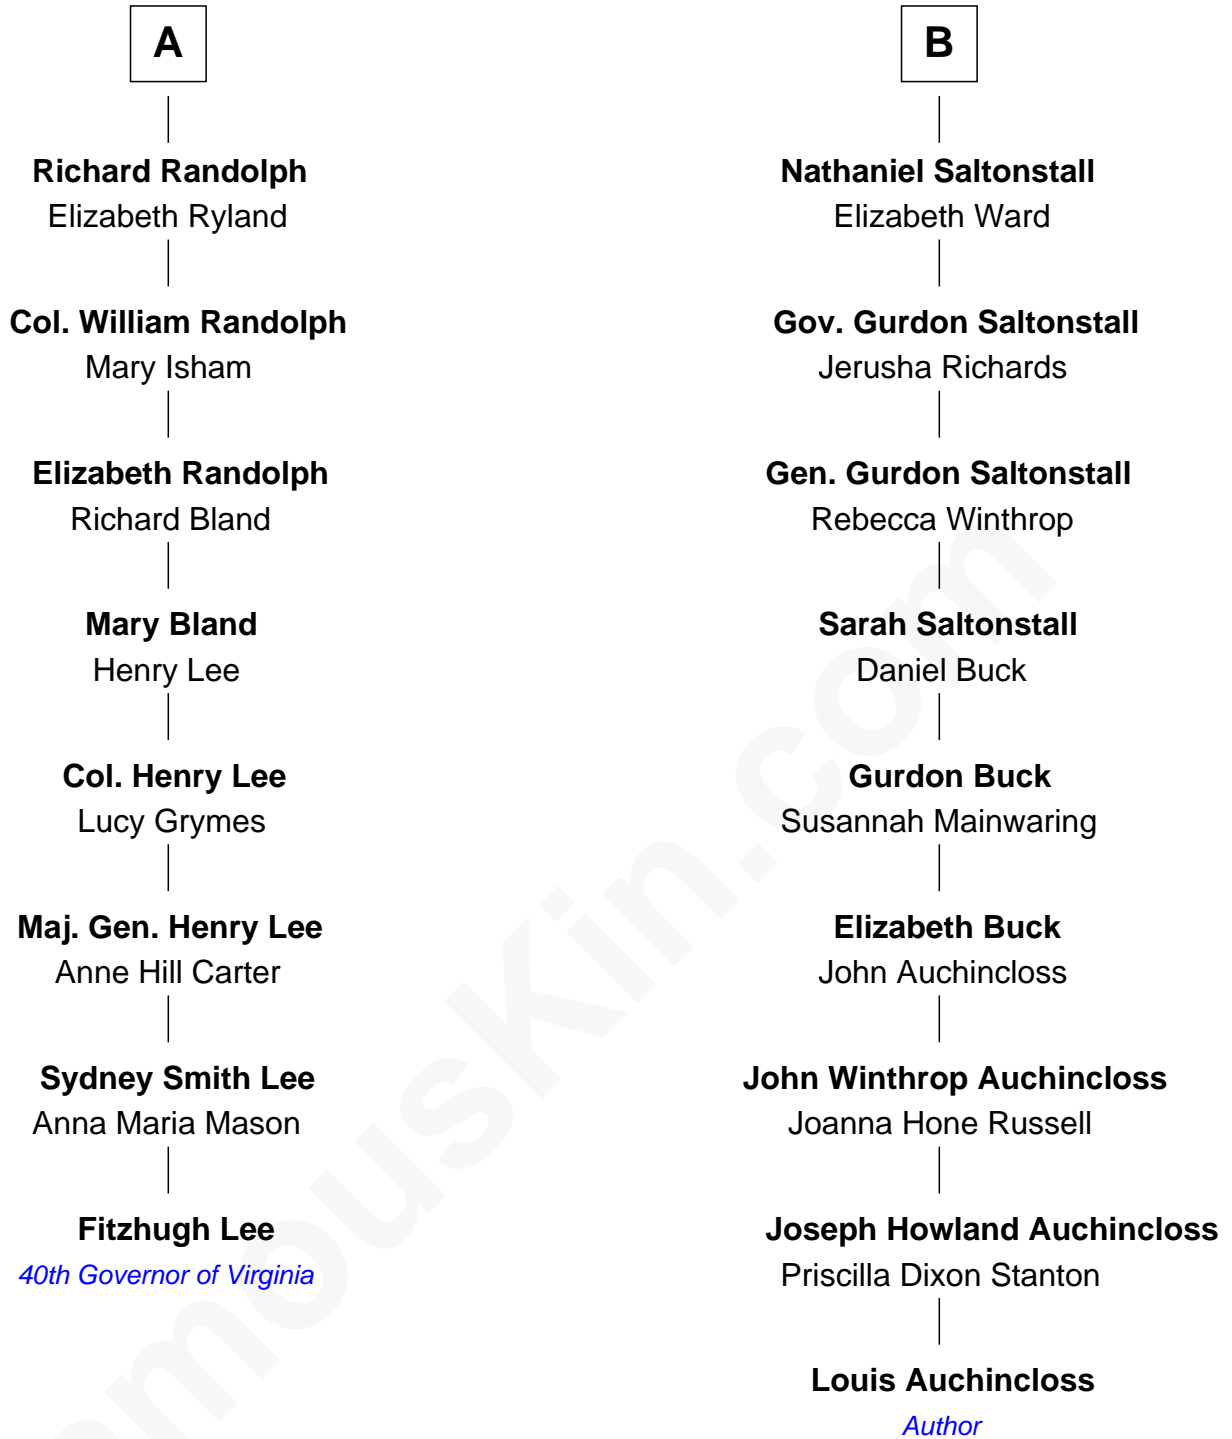 A
Richard Randolph
Elizabeth Ryland
Col. William Randolph
Mary Isham
Elizabeth Randolph
Richard Bland
Mary Bland
Henry Lee
Col. Henry Lee
Lucy Grymes
Maj. Gen. Henry Lee
Anne Hill Carter
Sydney Smith Lee
Anna Maria Mason
Fitzhugh Lee
40th Governor of Virginia
B
Nathaniel Saltonstall
Elizabeth Ward
Gov. Gurdon Saltonstall
Jerusha Richards
Gen. Gurdon Saltonstall
Rebecca Winthrop
Sarah Saltonstall
Daniel Buck
Gurdon Buck
Susannah Mainwaring
Elizabeth Buck
John Auchincloss
John Winthrop Auchincloss
Joanna Hone Russell
Joseph Howland Auchincloss
Priscilla Dixon Stanton
Louis Auchincloss
Author
mousKin.com